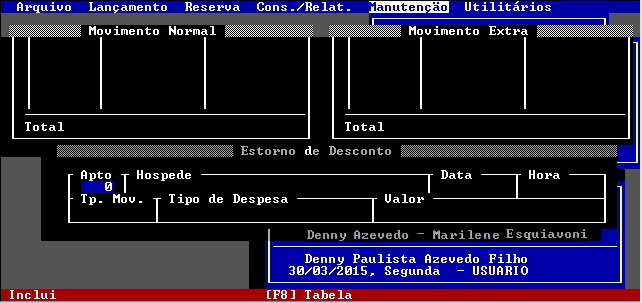 Arquivo Lançamento Reserva Cons./Relat. Manutenção Utilitários
Movimento Normal Movimento Extra
Total Total
Estorno de Desconto
Apto Hospede Data Hora
0
Tp. Mov. Tipo de Despesa Valor
Denny Azevedo - Marilene Esquiavoni
Denny Paulista Azevedo Filho
30/03/2015, Segunda - USUARIO
Inclui [F8] Tabela